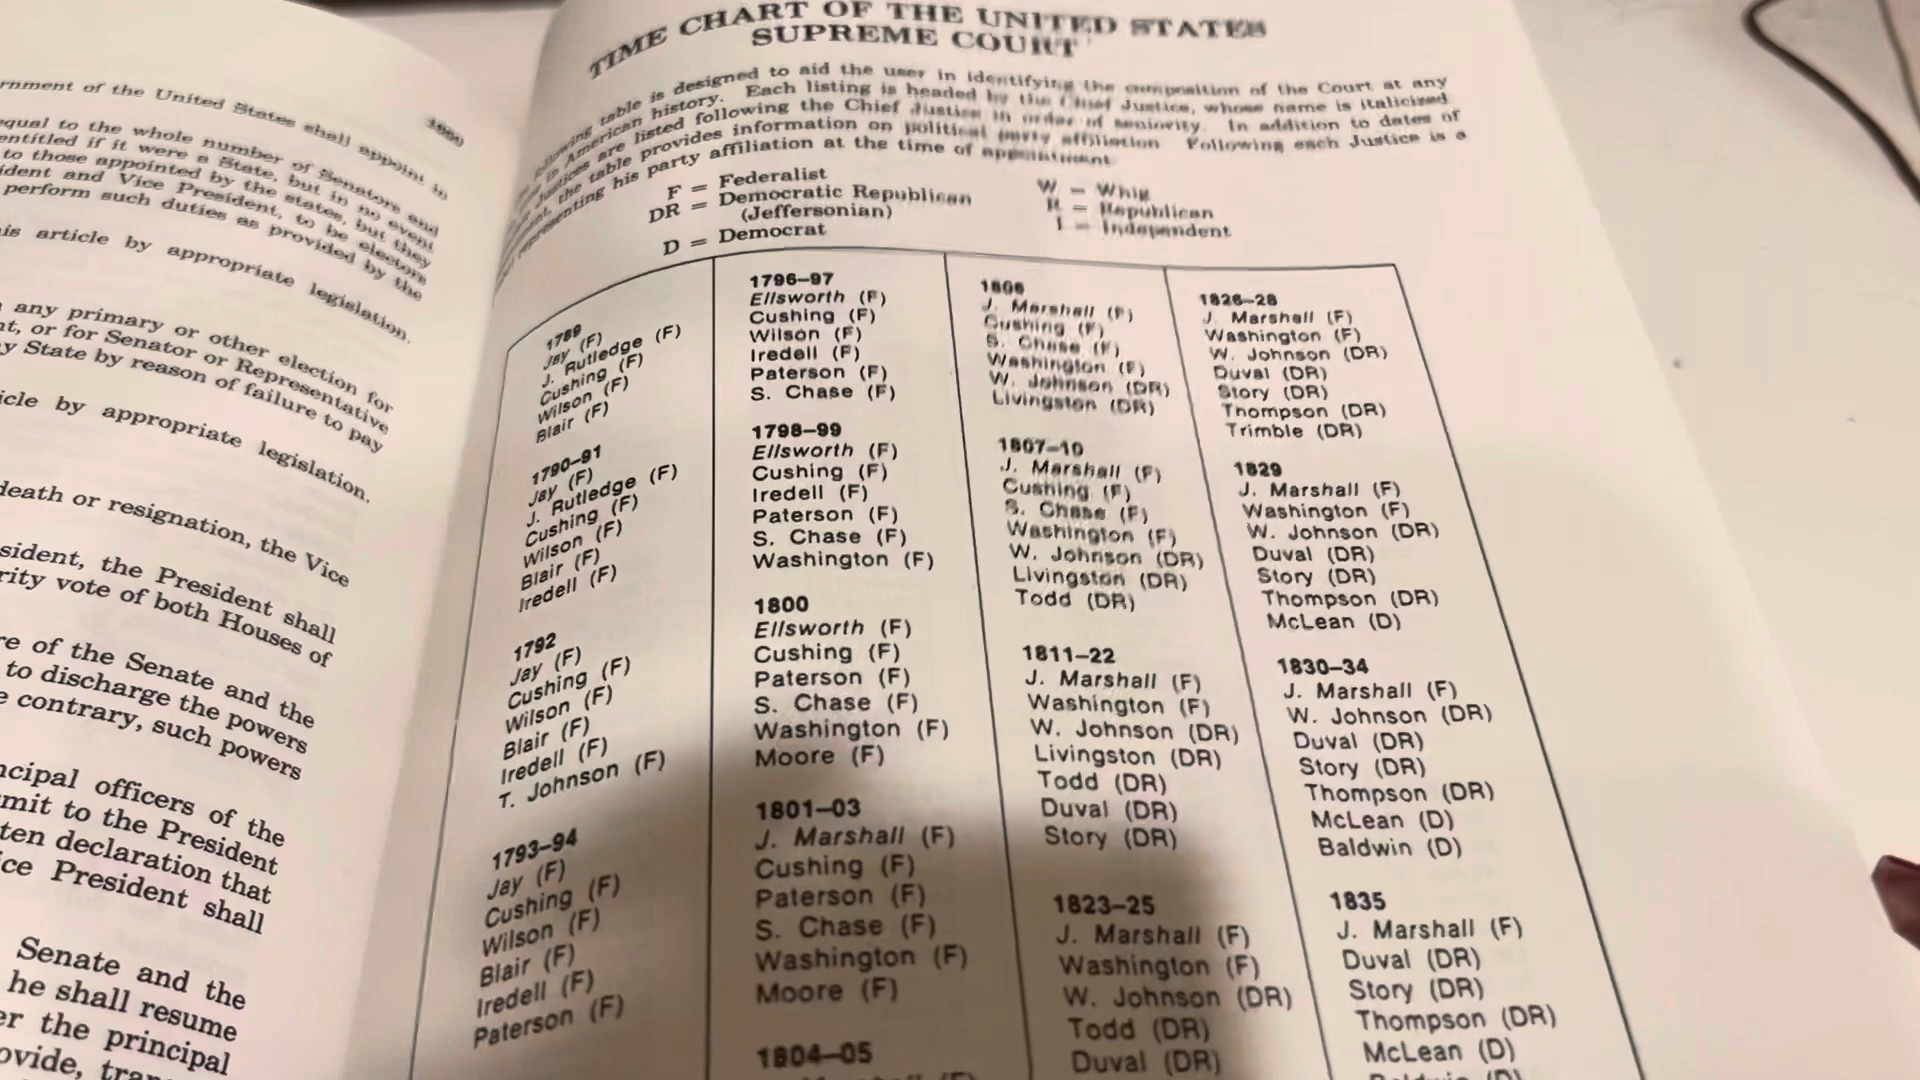 rnment of the United States shall appoint in
equal to the whole number of Senators and
entitled if it were a State, but in no event
to those appointed by the states, but they
ident and Vice President, to be electors
perform such duties as provided by the
is article by appropriate legislation.
any primary or other election for
nt, or for Senator or Representative
y State by reason of failure to pay
icle by appropriate legislation.
death or resignation, the Vice
sident, the President shall
rity vote of both Houses of
re of the Senate and the
to discharge the powers
e contrary, such powers
ncipal officers of the
mit to the President
ten declaration that
ice President shall
Senate and the
he shall resume
er the principal
ovide,
TIME CHART OF THE UNITED STATES
SUPREME COURT
following table is designed to aid the user in identifying the composition of the Court at any
in American history. Each listing is headed by the Chief Justice, whose name is italicized
Justices are listed following the Chief Justice in order of seniority. In addition to dates of
the table provides information on political party affiliation Following each Justice is a
representing his party affiliation at the time of appointment
F = Federalist
DR = Democratic Republican
(Jeffersonian)
D = Democrat
W = Whig
R = Republican
I = Independent
1789
Jay (F)
J. Rutledge (F)
Cushing (F)
Wilson (F)
Blair (F)
1790–91
Jay (F)
J. Rutledge (F)
Cushing (F)
Wilson (F)
Blair (F)
Iredell (F)
1792
Jay (F)
Cushing (F)
Wilson (F)
Blair (F)
Iredell (F)
T. Johnson (F)
1793–94
Jay (F)
Cushing (F)
Wilson (F)
Blair (F)
Iredell (F)
Paterson (F)
1796–97
Ellsworth (F)
Cushing (F)
Wilson (F)
Iredell (F)
Paterson (F)
S. Chase (F)
1798–99
Ellsworth (F)
Cushing (F)
Iredell (F)
Paterson (F)
S. Chase (F)
Washington (F)
1800
Ellsworth (F)
Cushing (F)
Paterson (F)
S. Chase (F)
Washington (F)
Moore (F)
1801–03
J. Marshall (F)
Cushing (F)
Paterson (F)
S. Chase (F)
Washington (F)
Moore (F)
1804–05
1806
J. Marshall (F)
Cushing (F)
S. Chase (F)
Washington (F)
W. Johnson (DR)
Livingston (DR)
1807–10
J. Marshall (F)
Cushing (F)
S. Chase (F)
Washington (F)
W. Johnson (DR)
Livingston (DR)
Todd (DR)
1811–22
J. Marshall (F)
Washington (F)
W. Johnson (DR)
Livingston (DR)
Todd (DR)
Duval (DR)
Story (DR)
1823–25
J. Marshall (F)
Washington (F)
W. Johnson (DR)
Todd (DR)
Duval (DR)
1826–28
J. Marshall (F)
Washington (F)
W. Johnson (DR)
Duval (DR)
Story (DR)
Thompson (DR)
Trimble (DR)
1829
J. Marshall (F)
Washington (F)
W. Johnson (DR)
Duval (DR)
Story (DR)
Thompson (DR)
McLean (D)
1830–34
J. Marshall (F)
W. Johnson (DR)
Duval (DR)
Story (DR)
Thompson (DR)
McLean (D)
Baldwin (D)
1835
J. Marshall (F)
Duval (DR)
Story (DR)
Thompson (DR)
McLean (D)